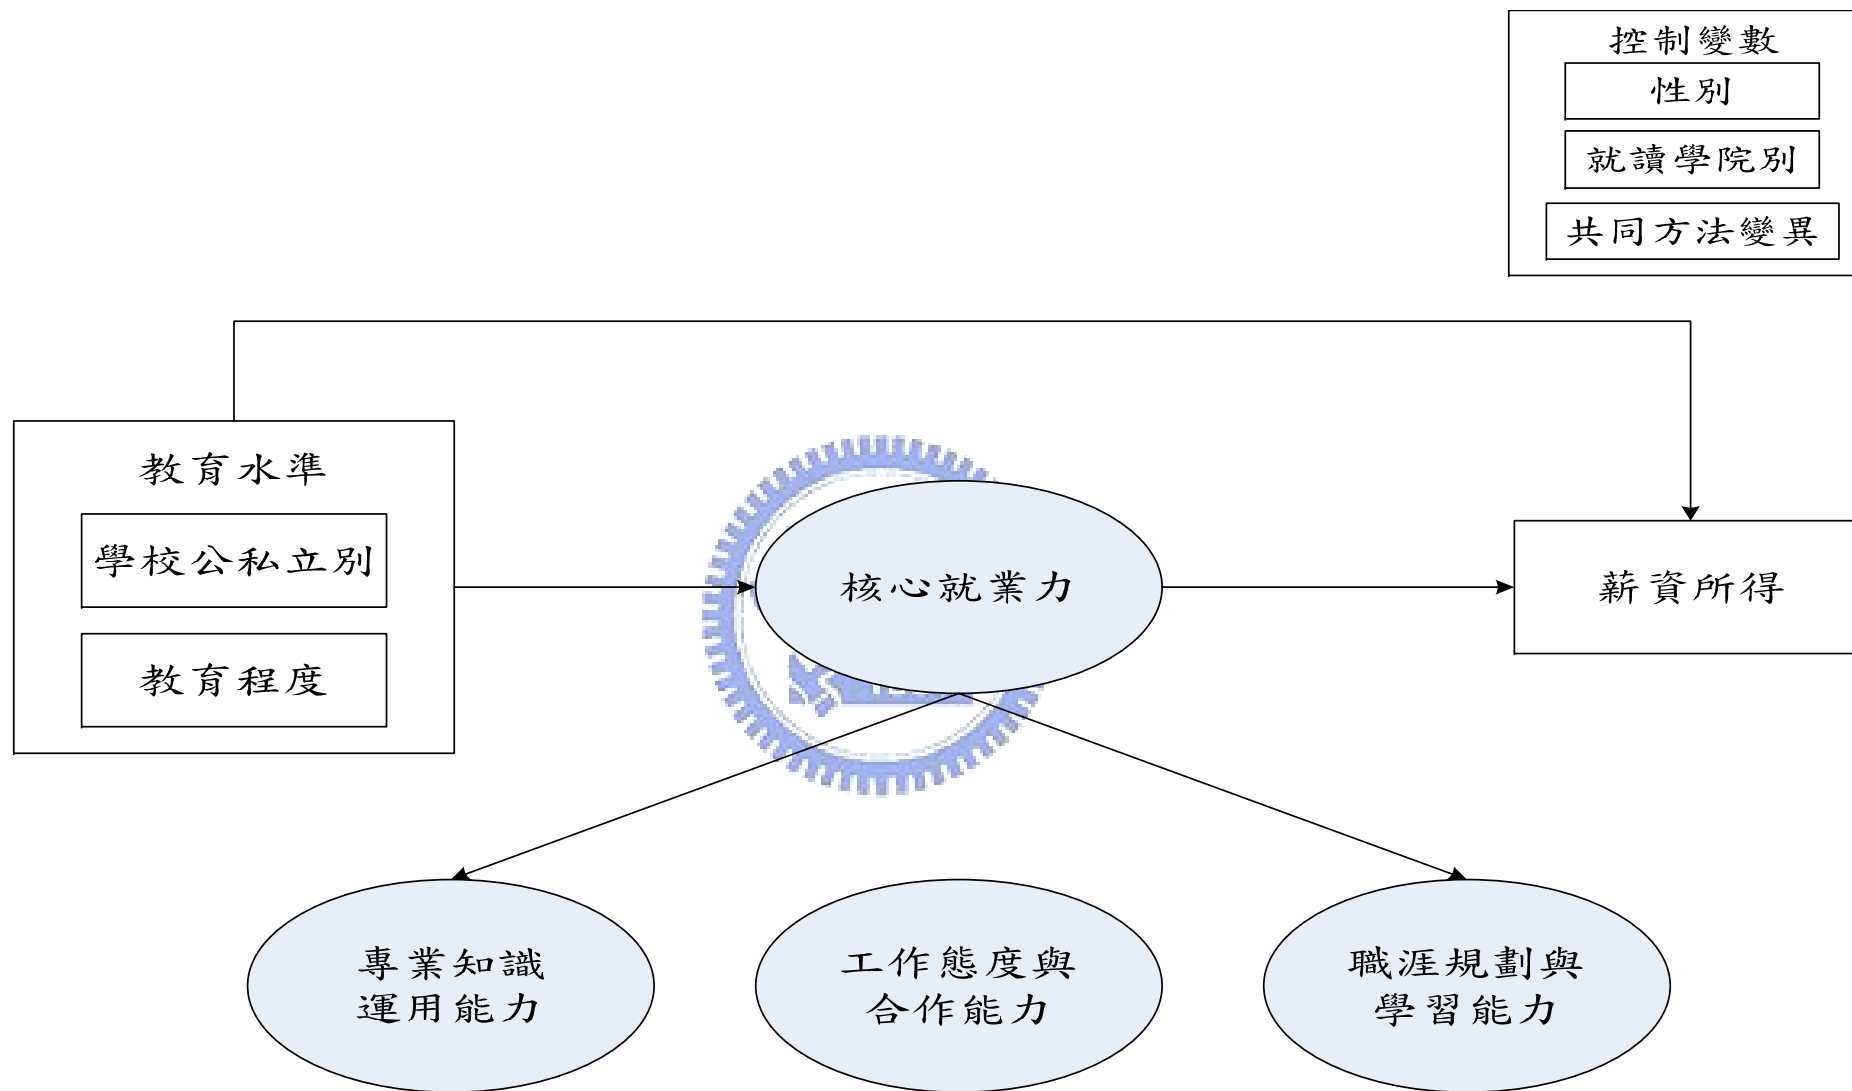 控制變數
性別
就讀學院別
共同方法變異
教育水準
學校公私立別
教育程度
核心就業力
薪資所得
專業知識
運用能力
工作態度與
合作能力
職涯規劃與
學習能力